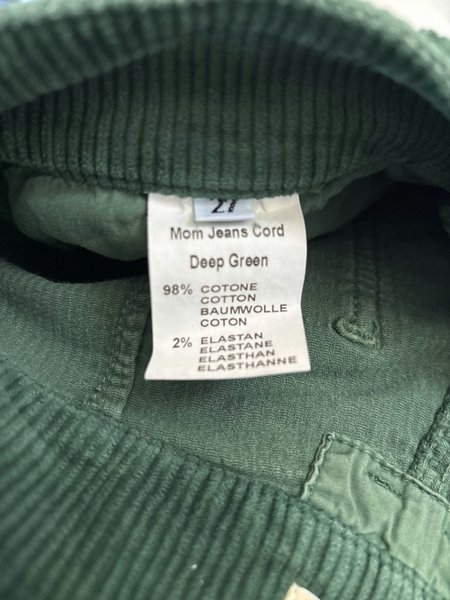 27
Mom Jeans Cord
Deep Green
98% COTONE
COTTON
BAUMWOLLE
COTON
2% ELASTAN
ELASTANE
ELASTHAN
ELASTHANNE